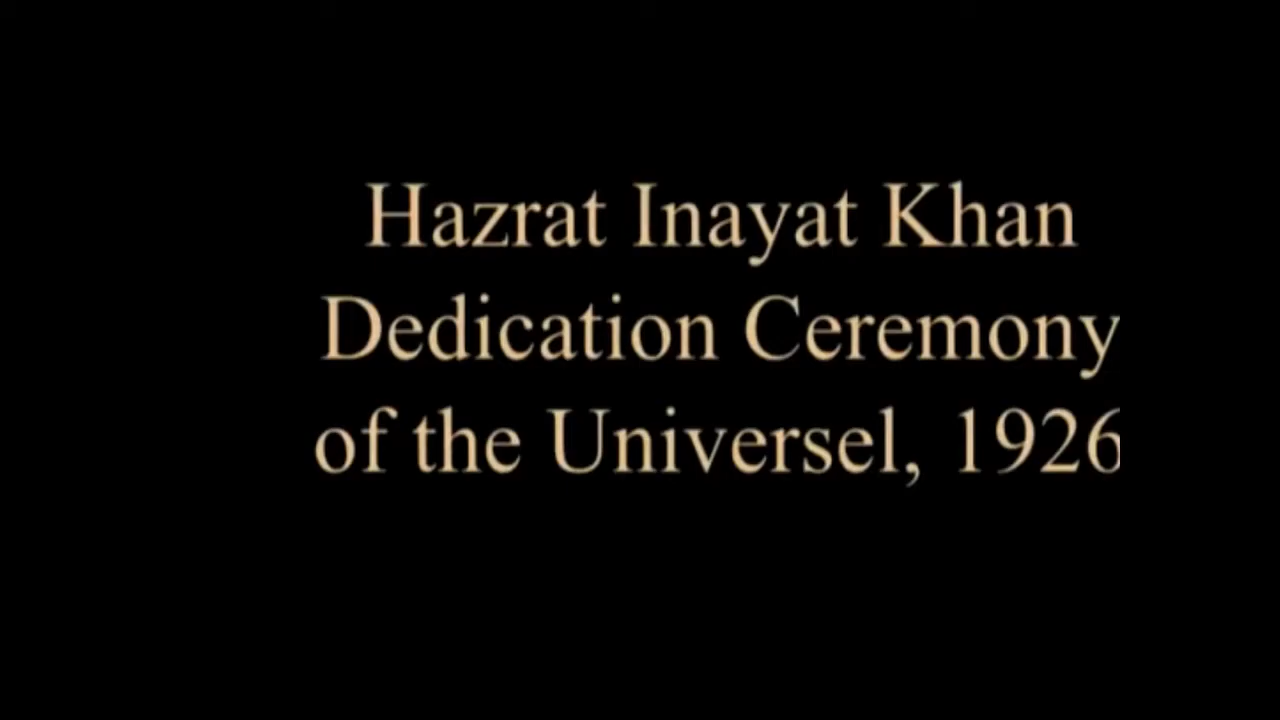 Hazrat Inayat Khan
Dedication Ceremony
of the Universel, 1926